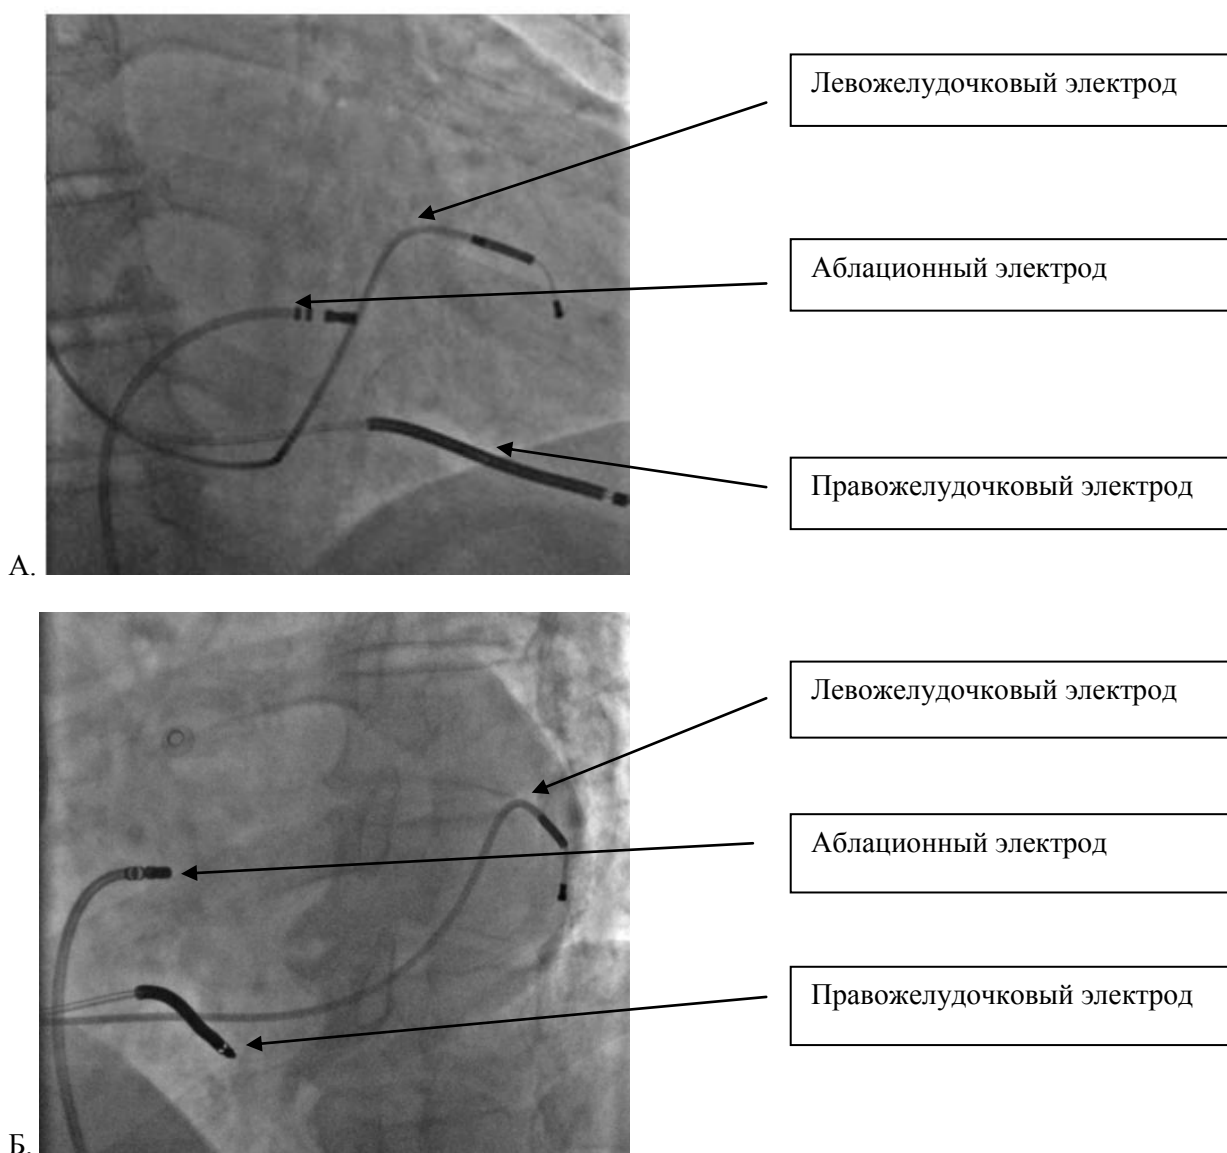 Левожелудочковый электрод
Аблационный электрод
Правожелудочковый электрод
А.
Левожелудочковый электрод
Аблационный электрод
Правожелудочковый электрод
Б.